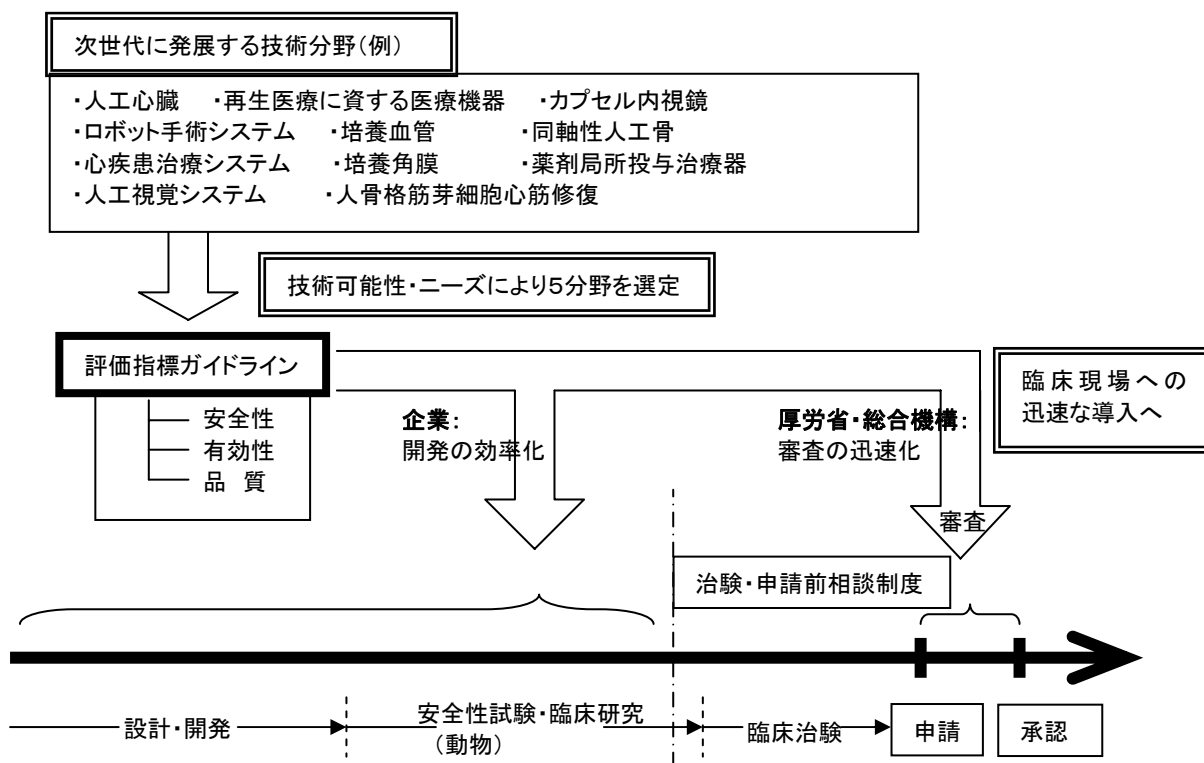 次世代に発展する技術分野(例)
・人工心臓 ・再生医療に資する医療機器 ・カプセル内視鏡
・ロボット手術システム ・培養血管 ・同軸性人工骨
・心疾患治療システム ・培養角膜 ・薬剤局所投与治療器
・人工視覚システム ・人骨格筋芽細胞心筋修復
技術可能性・ニーズにより5分野を選定
評価指標ガイドライン
安全性
有効性
品 質
企業:
開発の効率化
厚労省・総合機構:
審査の迅速化
臨床現場への
迅速な導入へ
審査
治験・申請前相談制度
設計・開発
安全性試験・臨床研究
(動物)
臨床治験
申請
承認